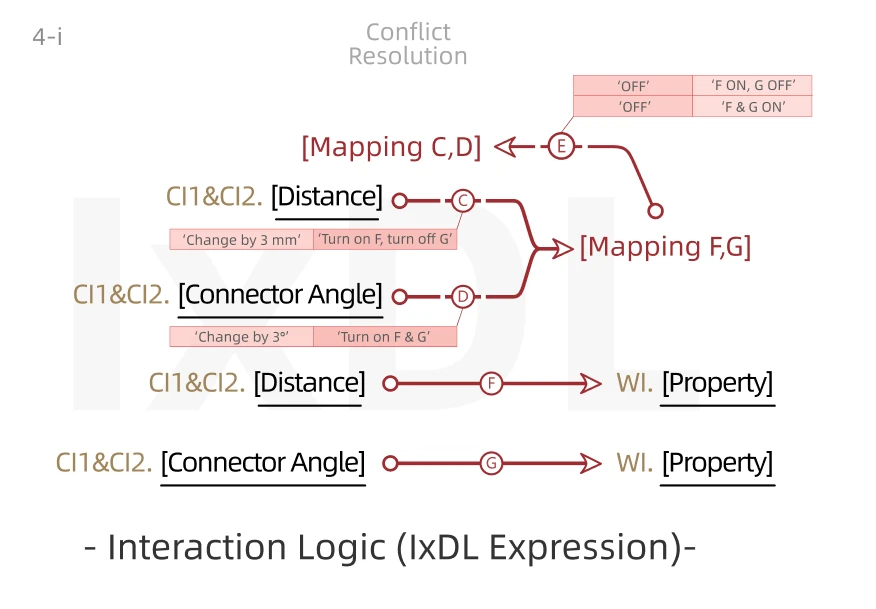 4-i
Conflict
Resolution
‘OFF’ ‘F ON, G OFF’
‘OFF’ ‘F & G ON’
[Mapping C,D] E
CI1&CI2. [Distance] C
‘Change by 3 mm’ ‘Turn on F, turn off G’
[Mapping F,G]
CI1&CI2. [Connector Angle] D
‘Change by 3°’ ‘Turn on F & G’
CI1&CI2. [Distance] F WI. [Property]
CI1&CI2. [Connector Angle] G WI. [Property]
IxDL
- Interaction Logic (IxDL Expression)-